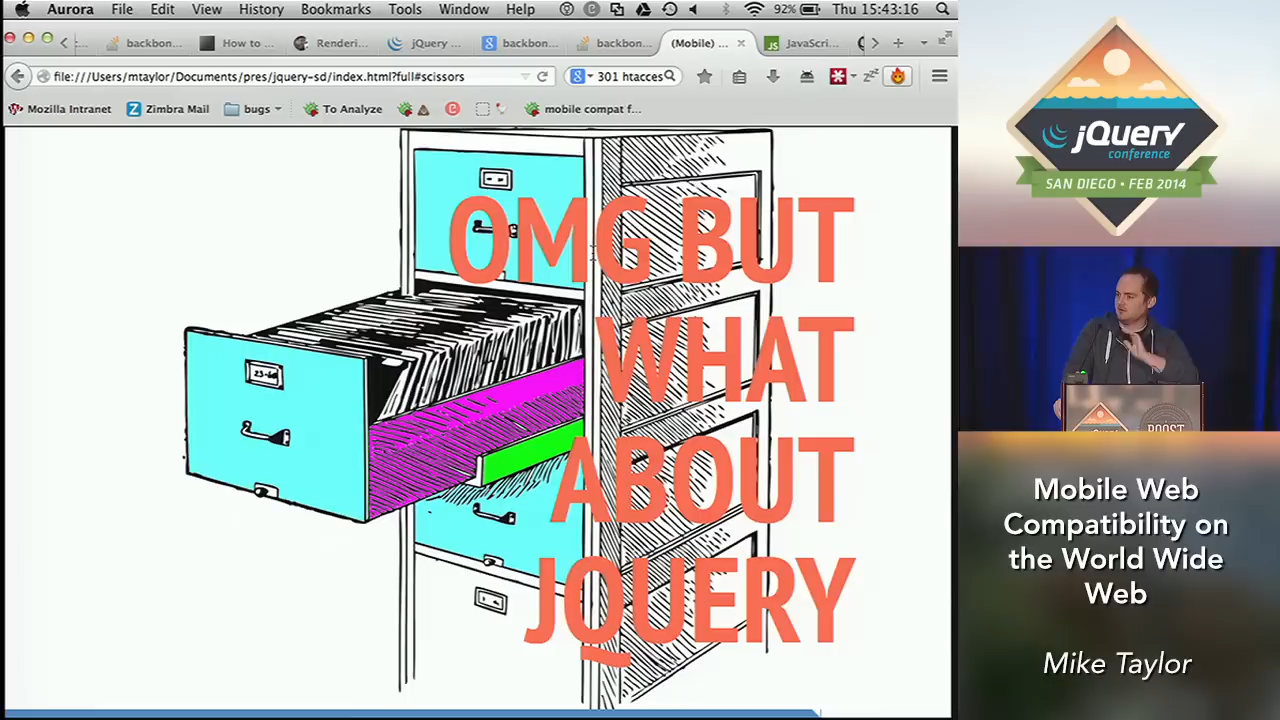 Aurora File Edit View History Bookmarks Tools Window Help 92% Thu 15:43:16
backbon... How to ... Renderi... jQuery ... backbon... backbon... (Mobile) ... JavaScri...
file:///Users/mtaylor/Documents/pres/jquery-sd/index.html?full#scissors 301 htacces
Mozilla Intranet Zimbra Mail bugs To Analyze mobile compat f...
OMG BUT
WHAT
ABOUT
JQUERY
23-
jQuery
conference
SAN DIEGO • FEB 2014
BOOST
Mobile Web
Compatibility on
the World Wide
Web
Mike Taylor